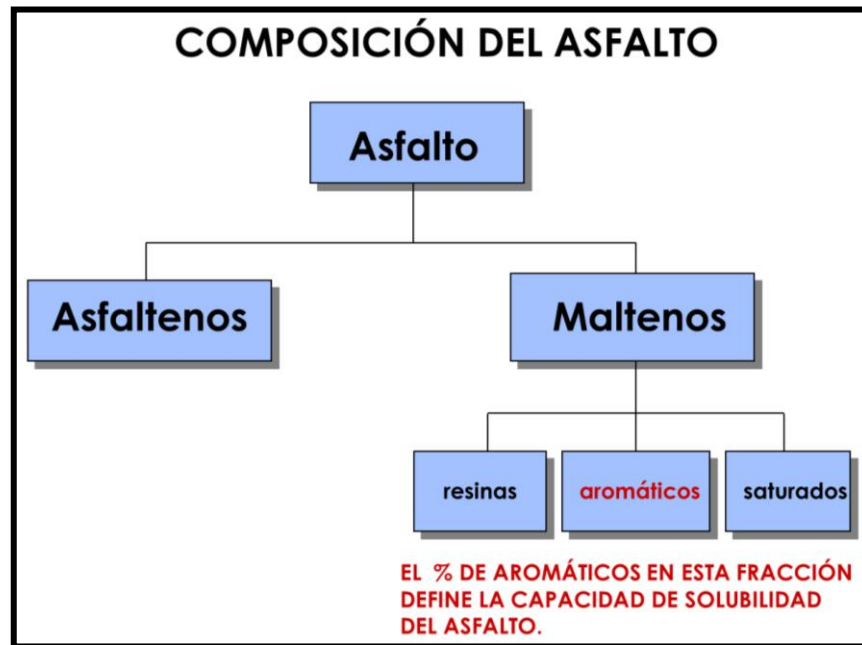 COMPOSICIÓN DEL ASFALTO
Asfalto
Asfaltenos
Maltenos
resinas
aromáticos
saturados
EL % DE AROMÁTICOS EN ESTA FRACCIÓN
DEFINE LA CAPACIDAD DE SOLUBILIDAD
DEL ASFALTO.